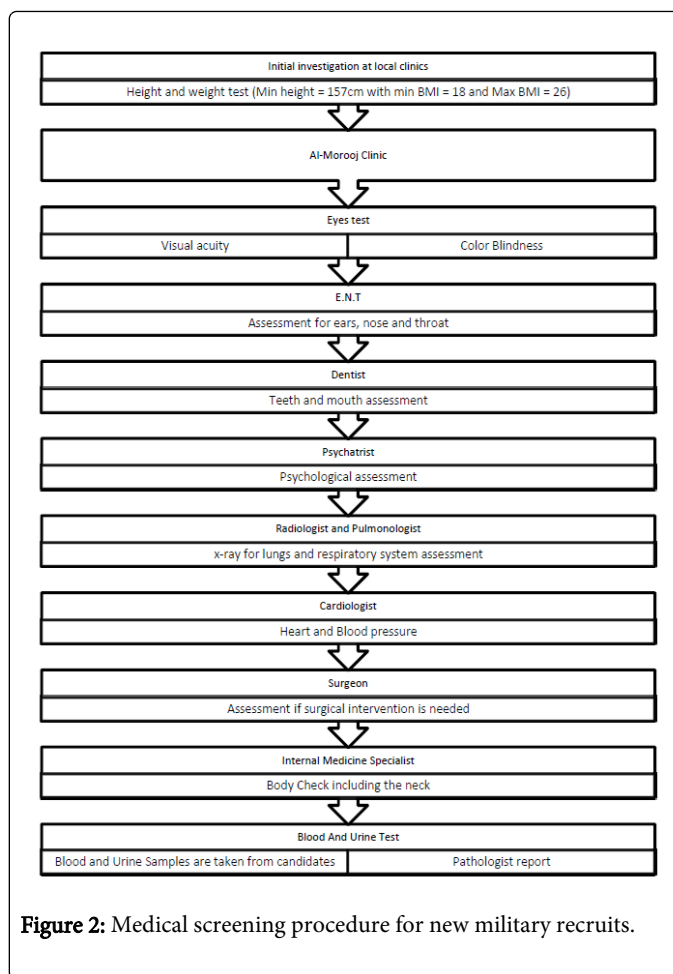 Initial investigation at local clinics
Height and weight test (Min height = 157cm with min BMI = 18 and Max BMI = 26)
Al-Morooj Clinic
Eyes test
Visual acuity
Color Blindness
E.N.T
Assessment for ears, nose and throat
Dentist
Teeth and mouth assessment
Psychatrist
Psychological assessment
Radiologist and Pulmonologist
x-ray for lungs and respiratory system assessment
Cardiologist
Heart and Blood pressure
Surgeon
Assessment if surgical intervention is needed
Internal Medicine Specialist
Body Check including the neck
Blood And Urine Test
Blood and Urine Samples are taken from candidates
Pathologist report
Figure 2: Medical screening procedure for new military recruits.